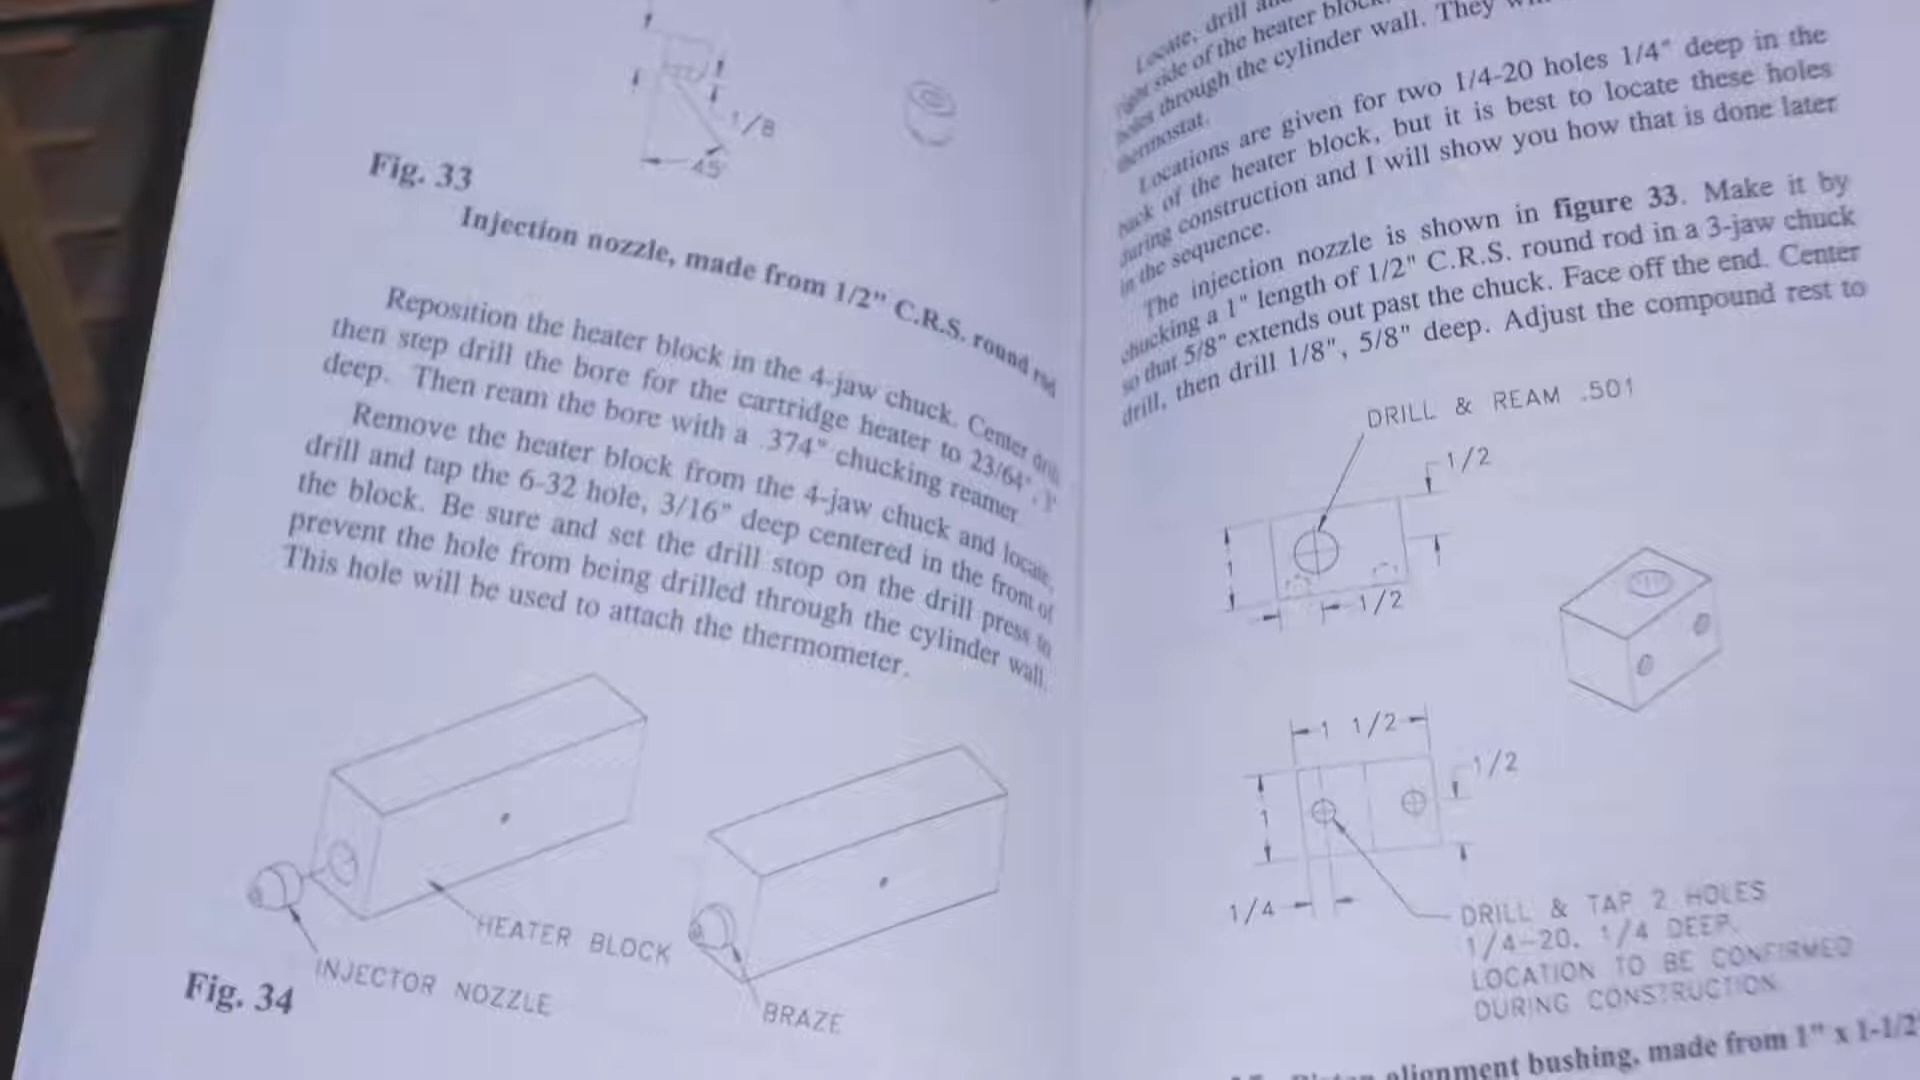 1/8
45
Fig. 33
Injection nozzle, made from 1/2" C.R.S. round rod
Reposition the heater block in the 4-jaw chuck. Center drill
then step drill the bore for the cartridge heater to 23/64",
deep. Then ream the bore with a .374" chucking reamer.
Remove the heater block from the 4-jaw chuck and locate,
drill and tap the 6-32 hole, 3/16" deep centered in the front of
the block. Be sure and set the drill stop on the drill press to
prevent the hole from being drilled through the cylinder wall.
This hole will be used to attach the thermometer.
HEATER BLOCK
INJECTOR NOZZLE
BRAZE
Fig. 34
Locate, drill
right side of the heater block.
holes through the cylinder wall. They
thermostat.
Locations are given for two 1/4-20 holes 1/4" deep in the
back of the heater block, but it is best to locate these holes
during construction and I will show you how that is done later
in the sequence.
The injection nozzle is shown in figure 33. Make it by
chucking a 1" length of 1/2" C.R.S. round rod in a 3-jaw chuck
so that 5/8" extends out past the chuck. Face off the end. Center
drill, then drill 1/8", 5/8" deep. Adjust the compound rest to
DRILL & REAM .501
1/2
1
1/2
1 1/2
1/2
1
1/4
DRILL & TAP 2 HOLES
1/4-20, 1/4 DEEP.
LOCATION TO BE CONFIRMED
DURING CONSTRUCTION
alignment bushing, made from 1" x 1-1/2"